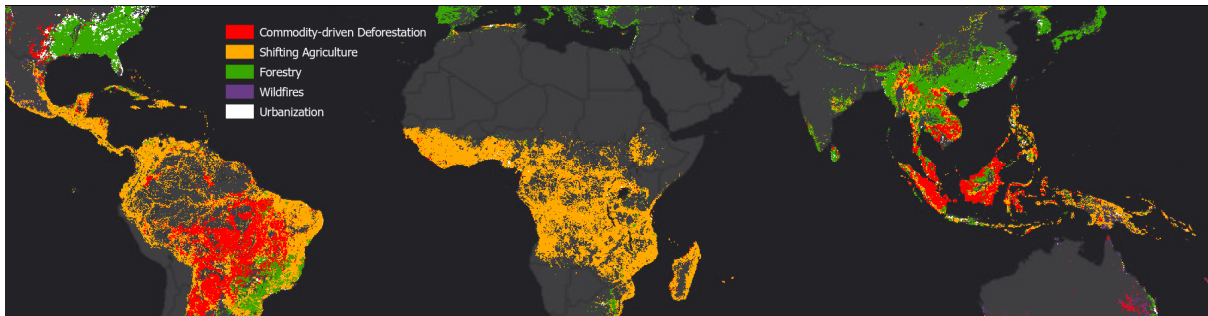 Commodity-driven Deforestation
Shifting Agriculture
Forestry
Wildfires
Urbanization